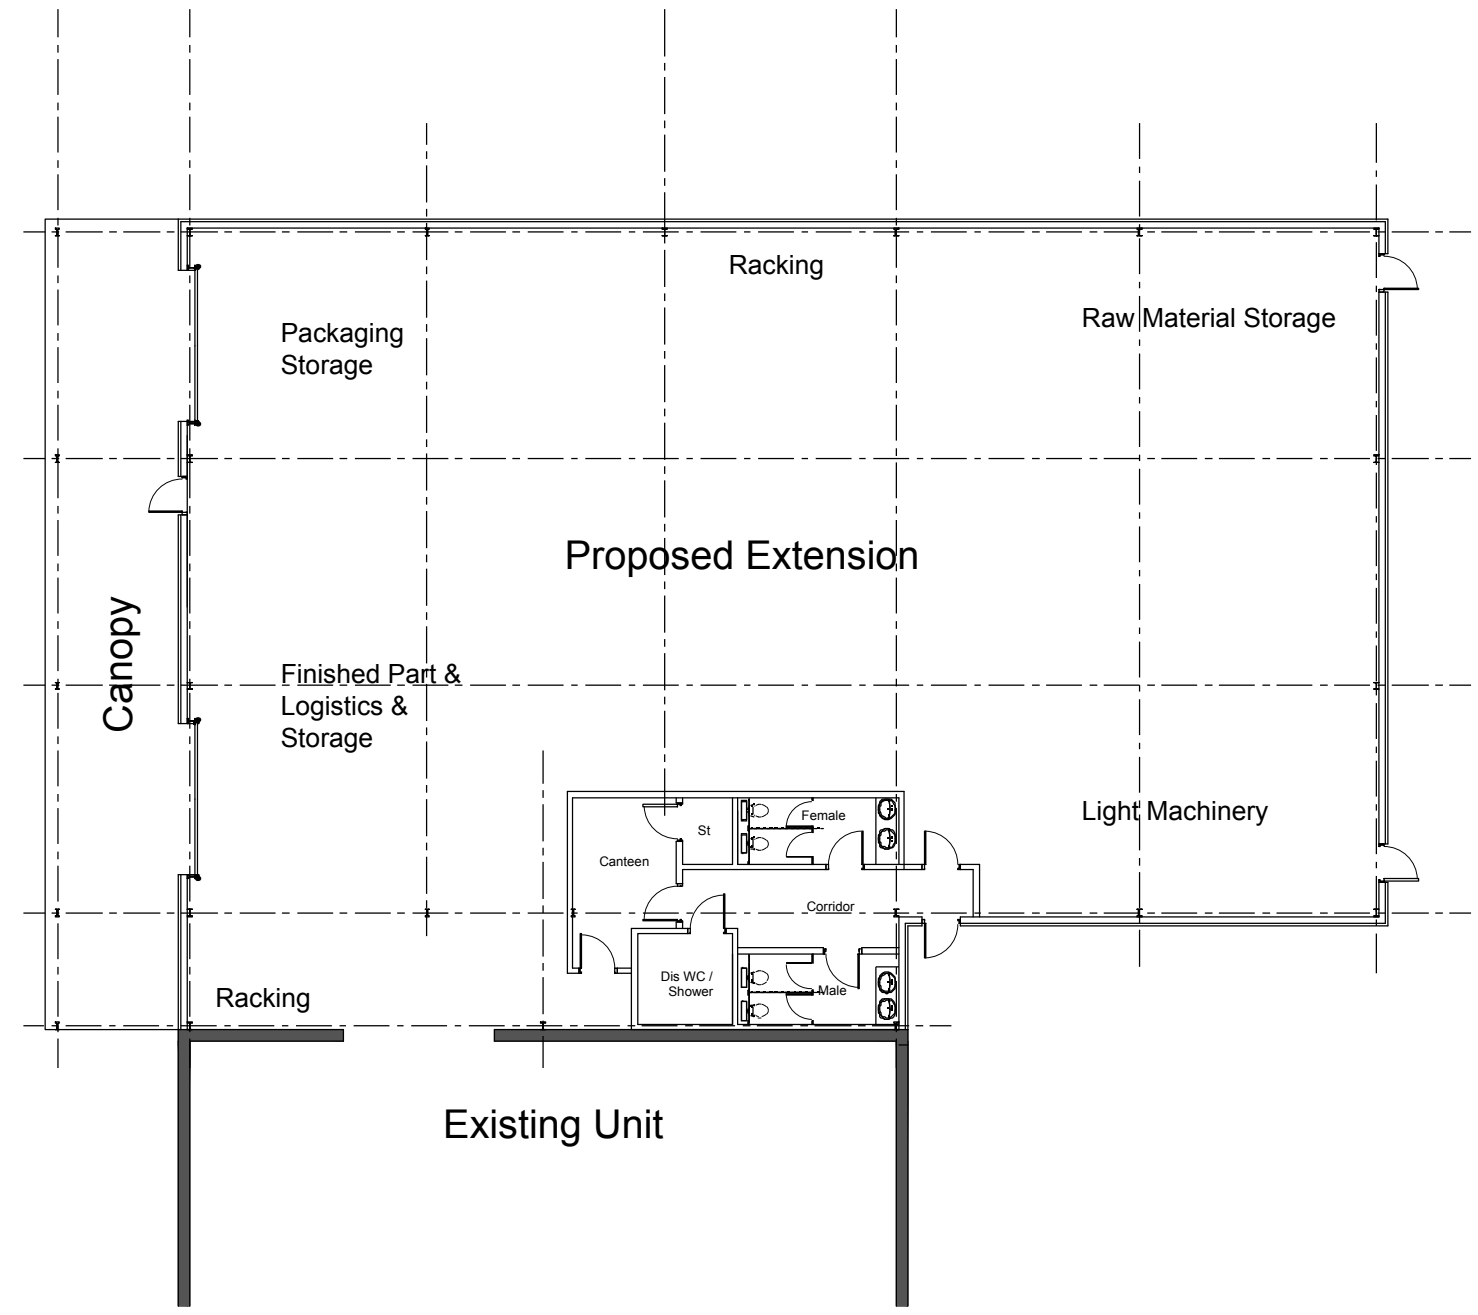 Racking
Raw Material Storage
Packaging
Storage
Proposed Extension
Canopy
Finished Part &
Logistics &
Storage
Light Machinery
Female
St
Canteen
Corridor
Dis WC /
Shower
Male
Racking
Existing Unit